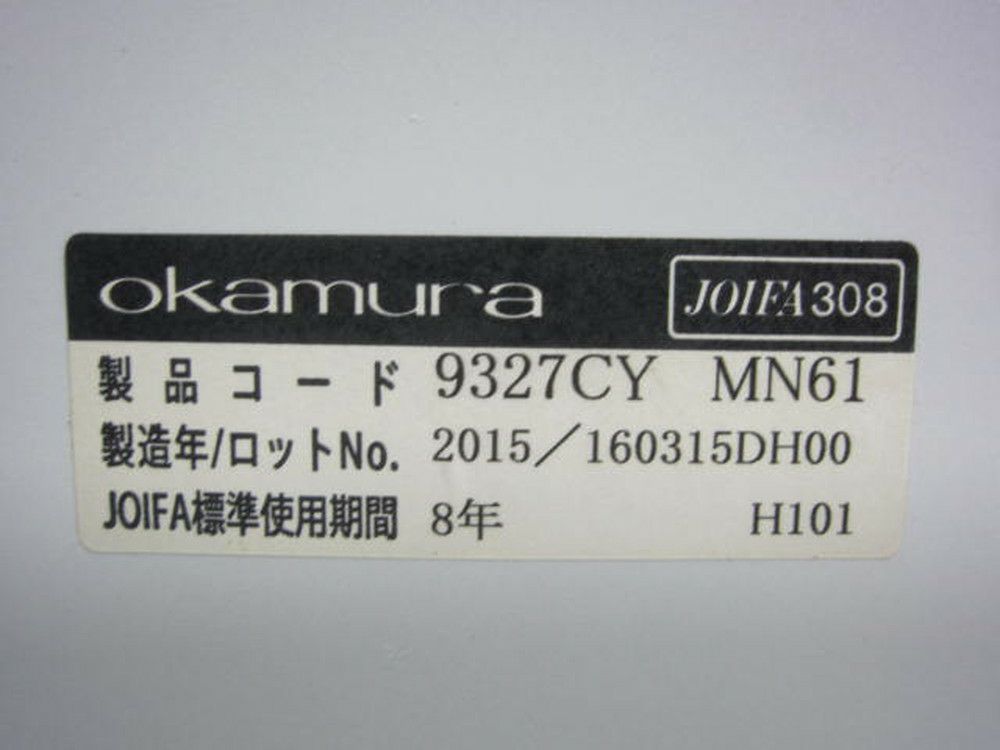 okamura JOIFA308
製品コード 9327CY MN61
製造年/ロットNo. 2015/160315DH00
JOIFA標準使用期間 8年 H101